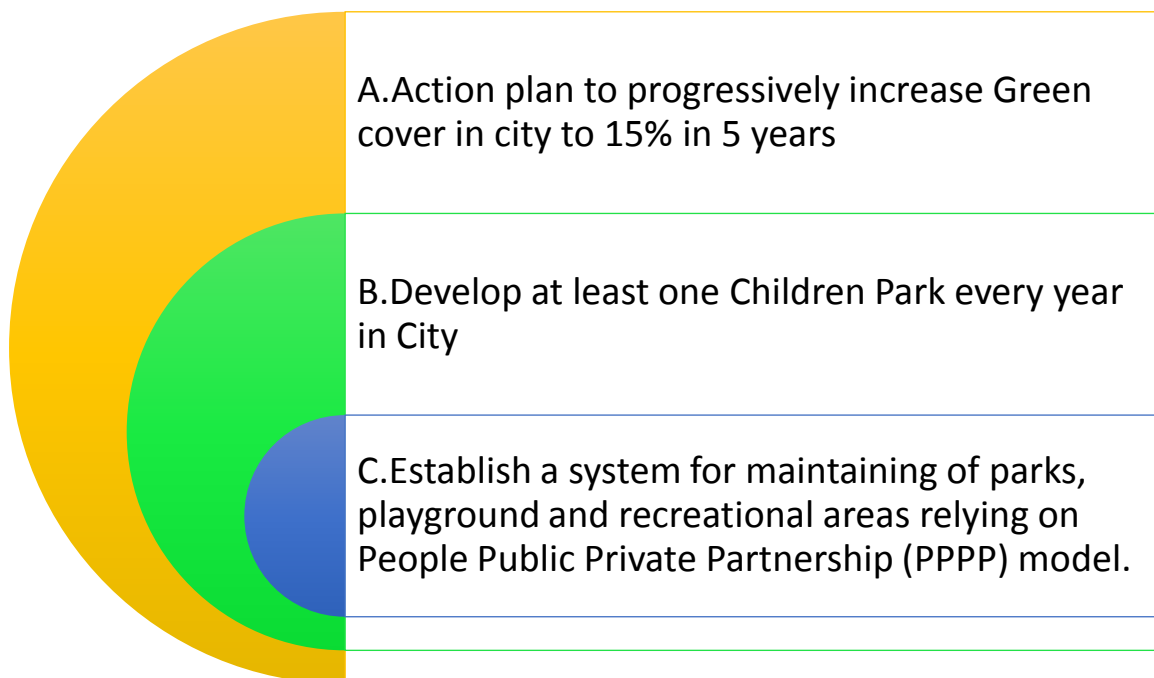 A.Action plan to progressively increase Green
cover in city to 15% in 5 years
B.Develop at least one Children Park every year
in City
C.Establish a system for maintaining of parks,
playground and recreational areas relying on
People Public Private Partnership (PPPP) model.